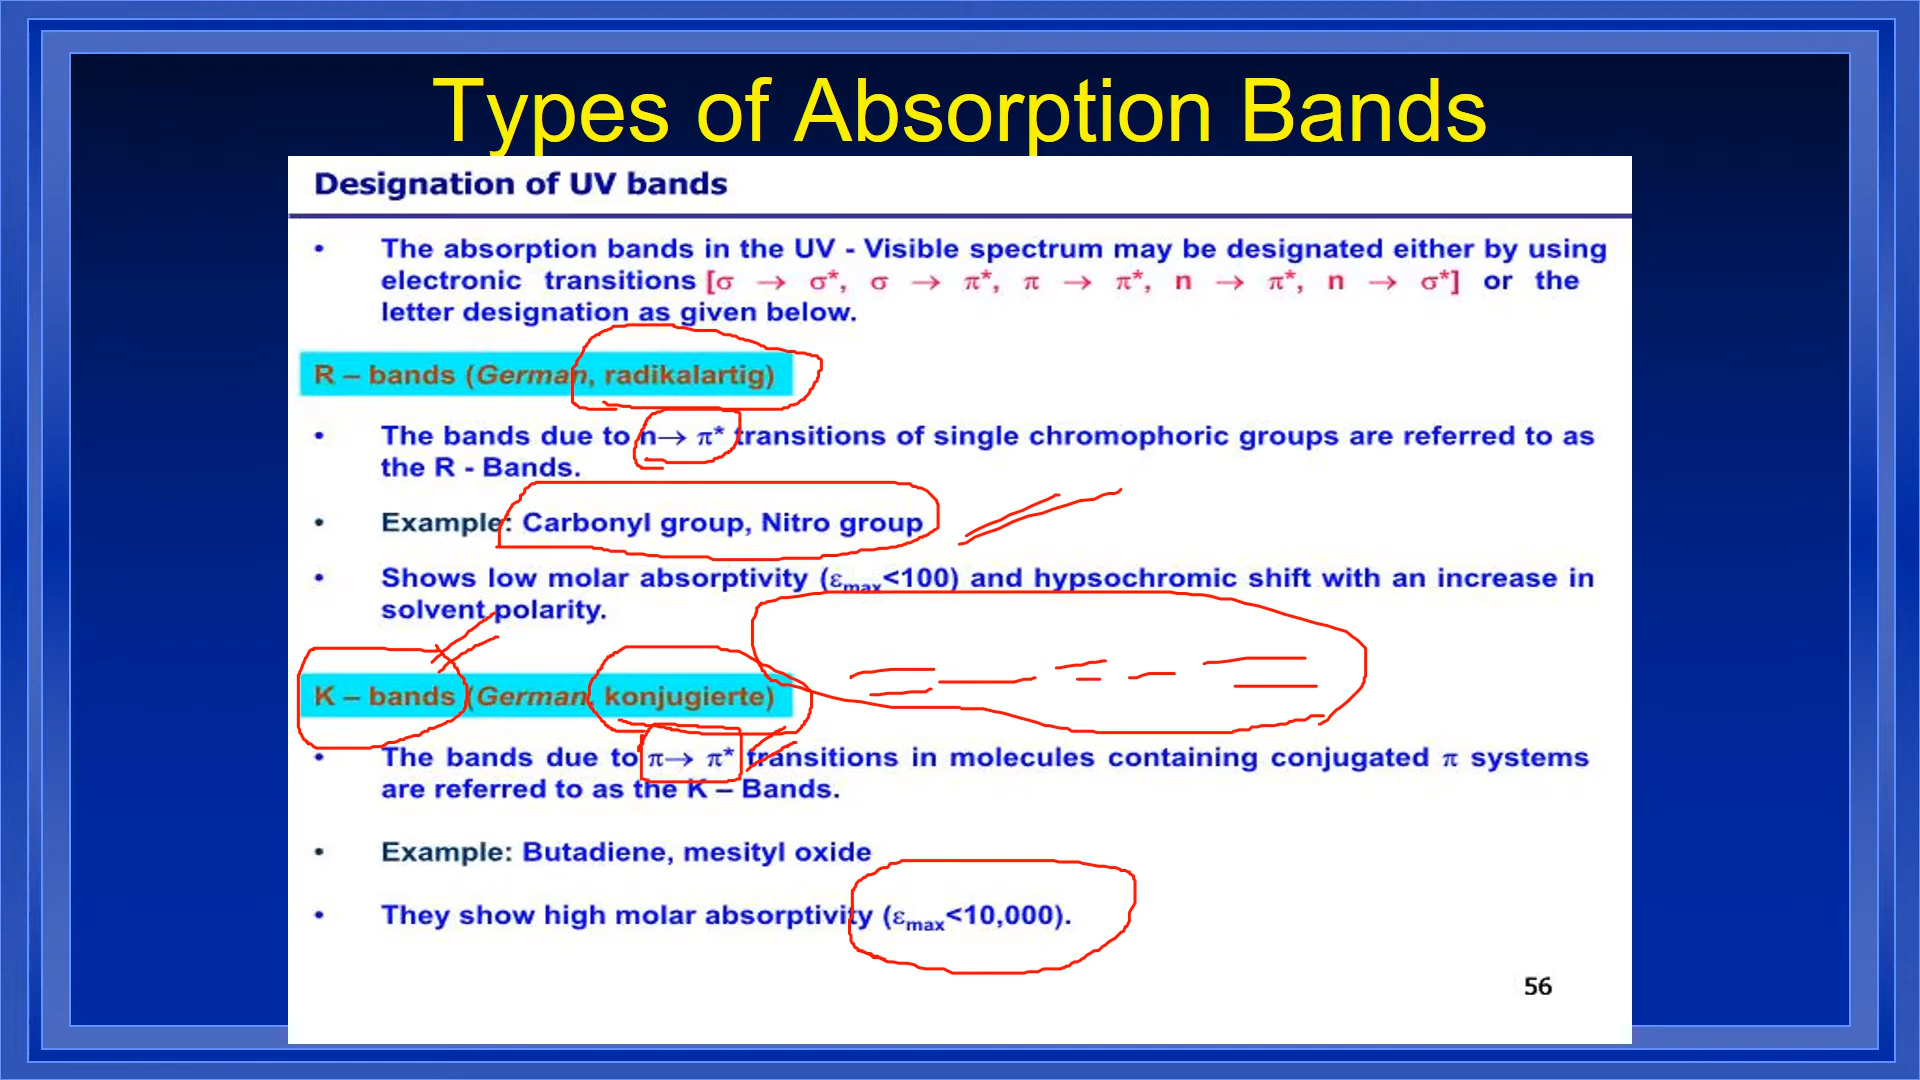 Types of Absorption Bands
Designation of UV bands
• The absorption bands in the UV - Visible spectrum may be designated either by using
electronic transitions [σ → σ*, σ → π*, π → π*, n → π*, n → σ*] or the
letter designation as given below.
R – bands (German, radikalartig)
• The bands due to n→ π* transitions of single chromophoric groups are referred to as
the R - Bands.
• Example: Carbonyl group, Nitro group
• Shows low molar absorptivity (εmax<100) and hypsochromic shift with an increase in
solvent polarity.
K – bands (German, konjugierte)
• The bands due to π→ π* transitions in molecules containing conjugated π systems
are referred to as the K – Bands.
• Example: Butadiene, mesityl oxide
• They show high molar absorptivity (εmax<10,000).
56